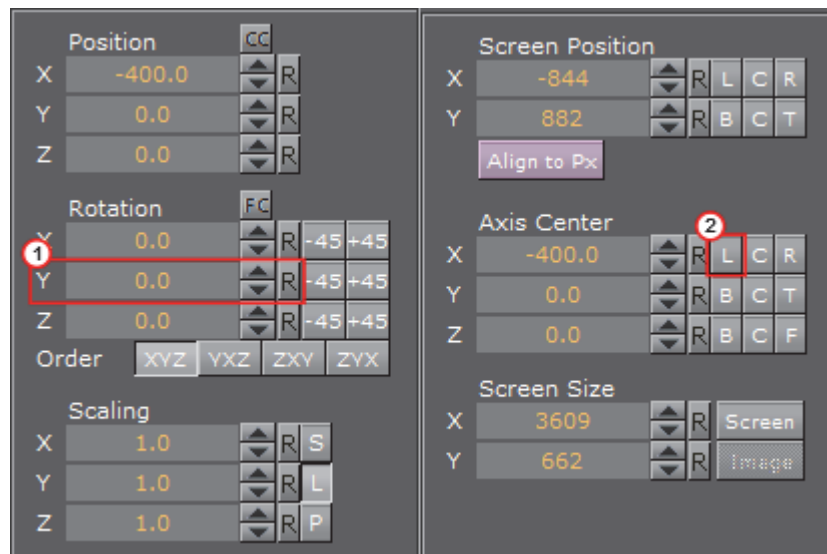 Position CC
X -400.0 R
Y 0.0 R
Z 0.0 R
Rotation FC
X 0.0 R -45 +45
1
Y 0.0 R -45 +45
Z 0.0 R -45 +45
Order XYZ YXZ ZXY ZYX
Scaling
X 1.0 R S
Y 1.0 R L
Z 1.0 R P
Screen Position
X -844 R L C R
Y 882 R B C T
Align to Px
Axis Center 2
X -400.0 R L C R
Y 0.0 R B C T
Z 0.0 R B C F
Screen Size
X 3609 R Screen
Y 662 R Image